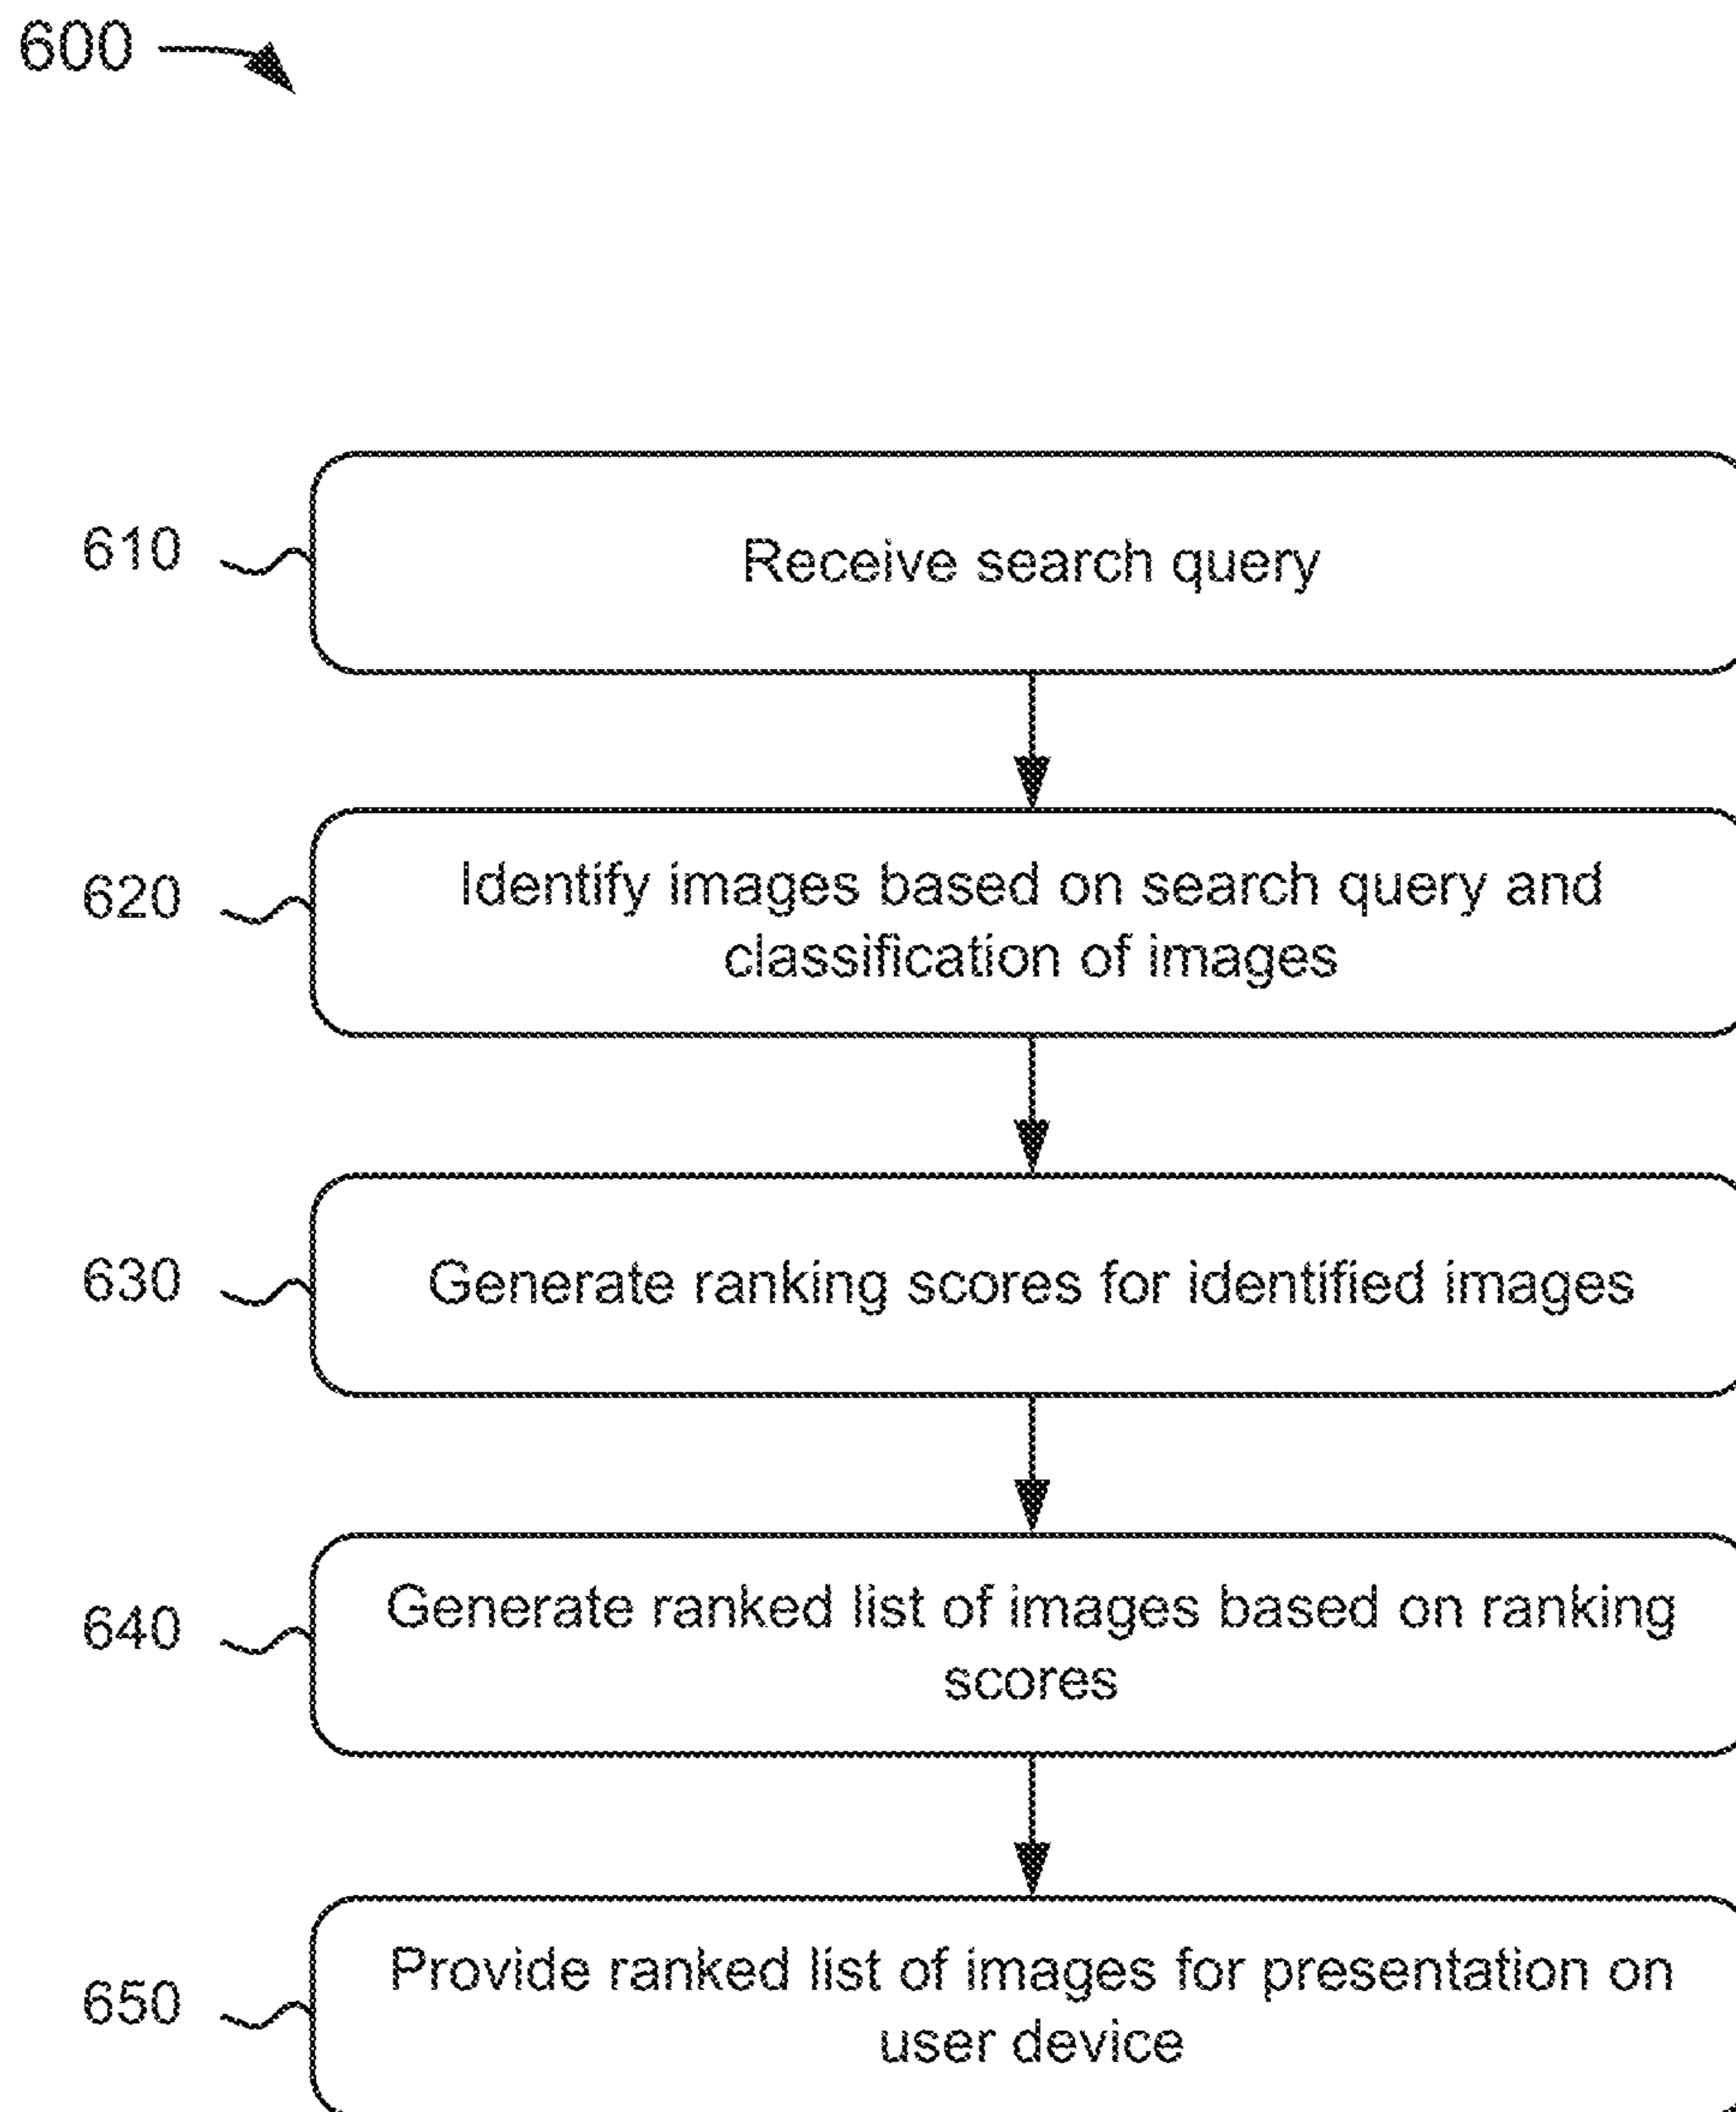 600
610
Receive search query
620
Identify images based on search query and
classification of images
630
Generate ranking scores for identified images
640
Generate ranked list of images based on ranking
scores
650
Provide ranked list of images for presentation on
user device